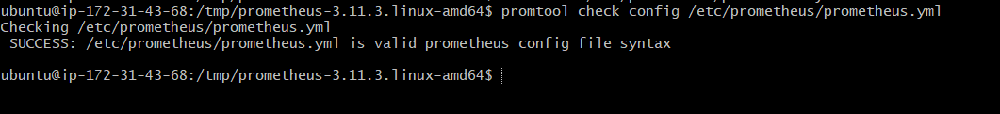 ubuntu@ip-172-31-43-68:/tmp/prometheus-3.11.3.linux-amd64$ promtool check config /etc/prometheus/prometheus.yml
Checking /etc/prometheus/prometheus.yml
 SUCCESS: /etc/prometheus/prometheus.yml is valid prometheus config file syntax
ubuntu@ip-172-31-43-68:/tmp/prometheus-3.11.3.linux-amd64$